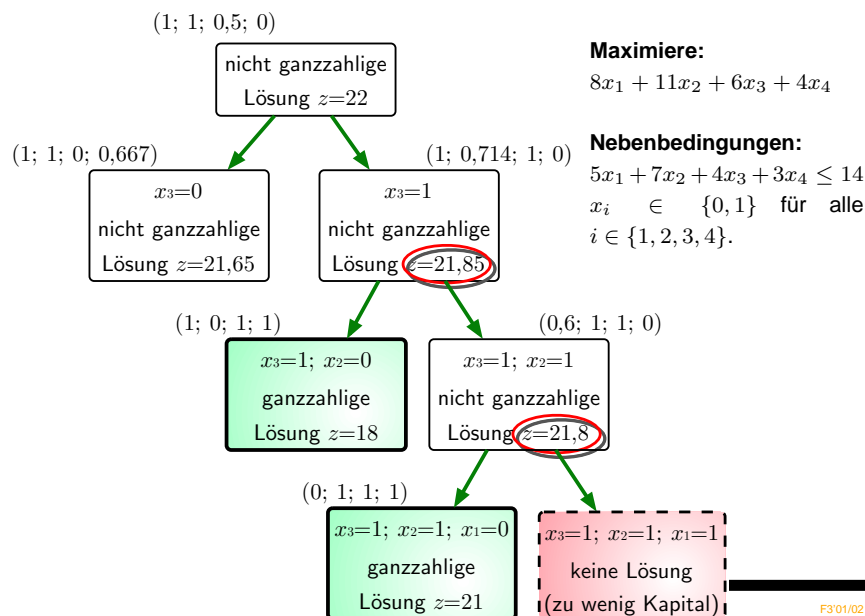 (1; 1; 0,5; 0)
nicht ganzzahlige
Lösung z=22
Maximiere:
8x₁ + 11x₂ + 6x₃ + 4x₄
Nebenbedingungen:
5x₁ + 7x₂ + 4x₃ + 3x₄ ≤ 14
xᵢ ∈ {0,1} für alle
i ∈ {1, 2, 3, 4}.
(1; 1; 0; 0,667)
x₃=0
nicht ganzzahlige
Lösung z=21,65
(1; 0,714; 1; 0)
x₃=1
nicht ganzzahlige
Lösung z=21,85
(1; 0; 1; 1)
x₃=1; x₂=0
ganzzahlige
Lösung z=18
(0,6; 1; 1; 0)
x₃=1; x₂=1
nicht ganzzahlige
Lösung z=21,8
(0; 1; 1; 1)
x₃=1; x₂=1; x₁=0
ganzzahlige
Lösung z=21
x₃=1; x₂=1; x₁=1
keine Lösung
(zu wenig Kapital)
F3'01/02